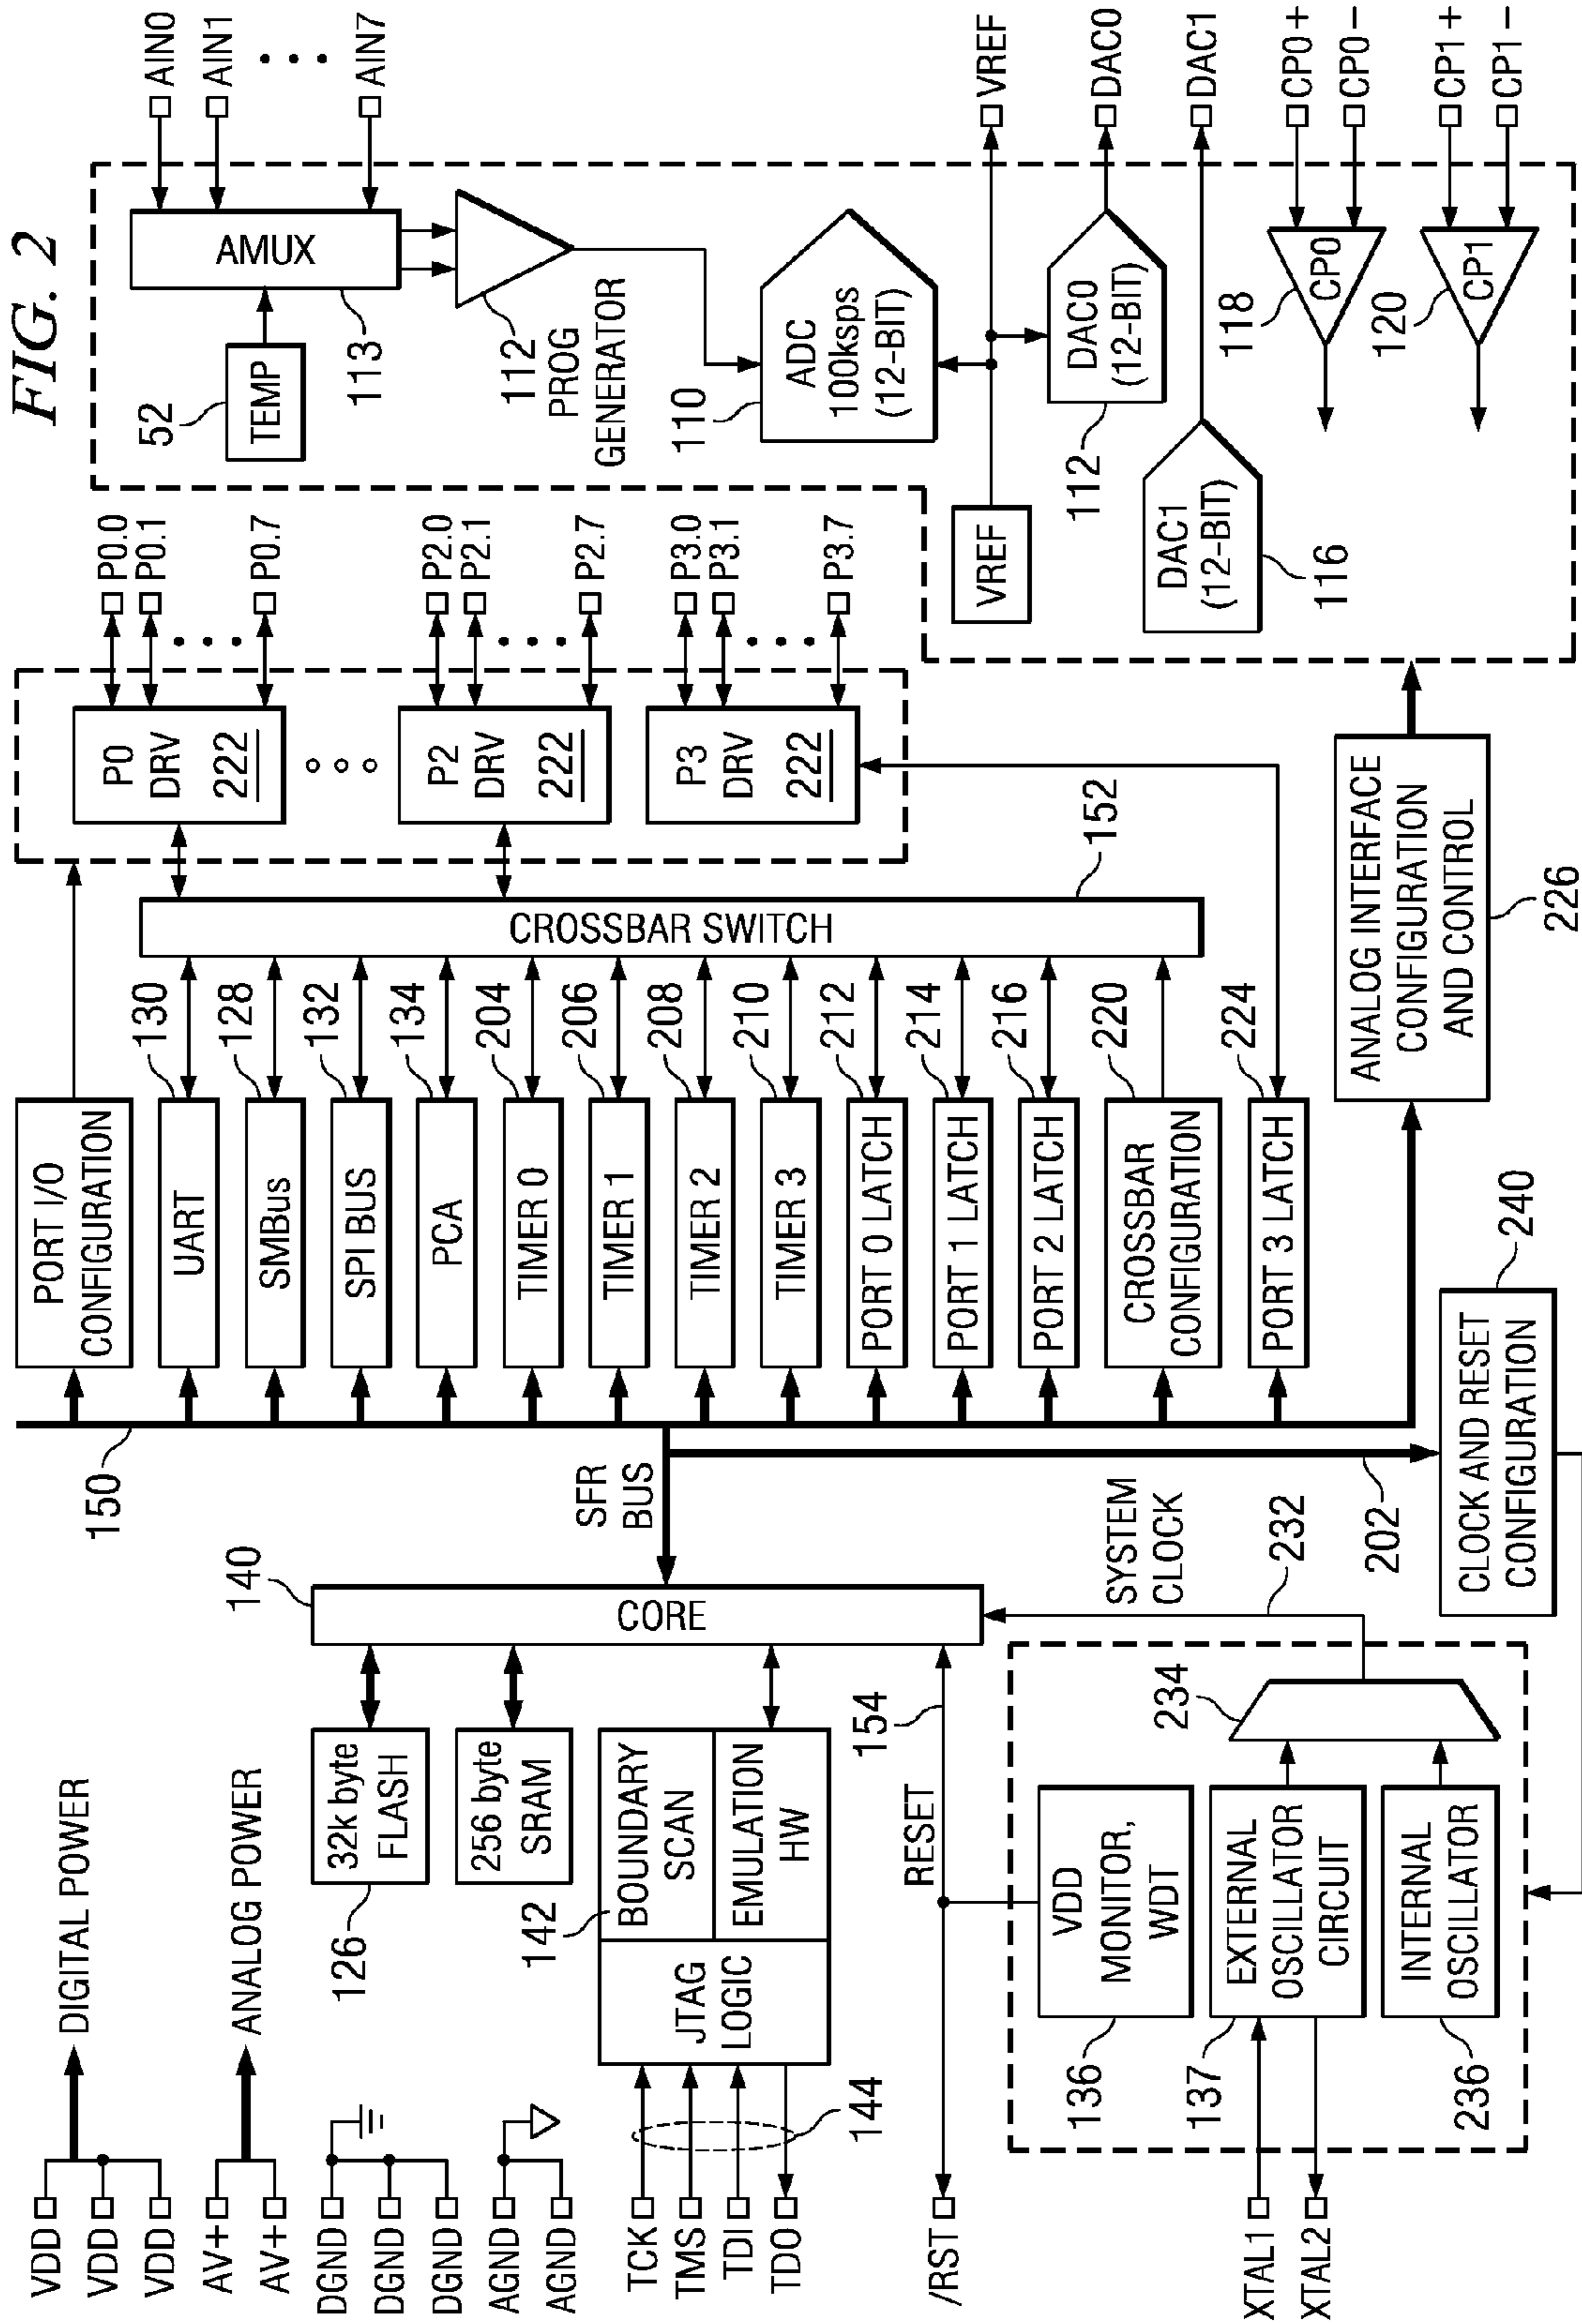 FIG. 2
VDD
VDD
VDD
DIGITAL POWER
AV+
AV+
ANALOG POWER
DGND
DGND
DGND
AGND
AGND
TCK
TMS
TDI
TDO
144
/RST
XTAL1
XTAL2
32k byte
FLASH
126
256 byte
SRAM
142
JTAG
LOGIC
BOUNDARY
SCAN
EMULATION
HW
RESET
154
VDD
MONITOR,
WDT
136
EXTERNAL
OSCILLATOR
CIRCUIT
137
INTERNAL
OSCILLATOR
236
234
140
CORE
SYSTEM
CLOCK
232
SFR
BUS
150
202
CLOCK AND RESET
CONFIGURATION
240
PORT I/O
CONFIGURATION
UART
130
SMBus
128
SPI BUS
132
PCA
134
TIMER 0
204
TIMER 1
206
TIMER 2
208
TIMER 3
210
PORT 0 LATCH
212
PORT 1 LATCH
214
PORT 2 LATCH
216
CROSSBAR
CONFIGURATION
220
PORT 3 LATCH
224
CROSSBAR SWITCH
152
ANALOG INTERFACE
CONFIGURATION
AND CONTROL
226
P0
DRV
222
P2
DRV
222
P3
DRV
222
P0.0
P0.1
P0.7
P2.0
P2.1
P2.7
P3.0
P3.1
P3.7
TEMP
52
AMUX
113
112
PROG
GENERATOR
ADC
100ksps
(12-BIT)
110
VREF
DAC0
(12-BIT)
112
DAC1
(12-BIT)
116
CP0
118
CP1
120
AIN0
AIN1
AIN7
VREF
DAC0
DAC1
CP0+
CP0-
CP1+
CP1-